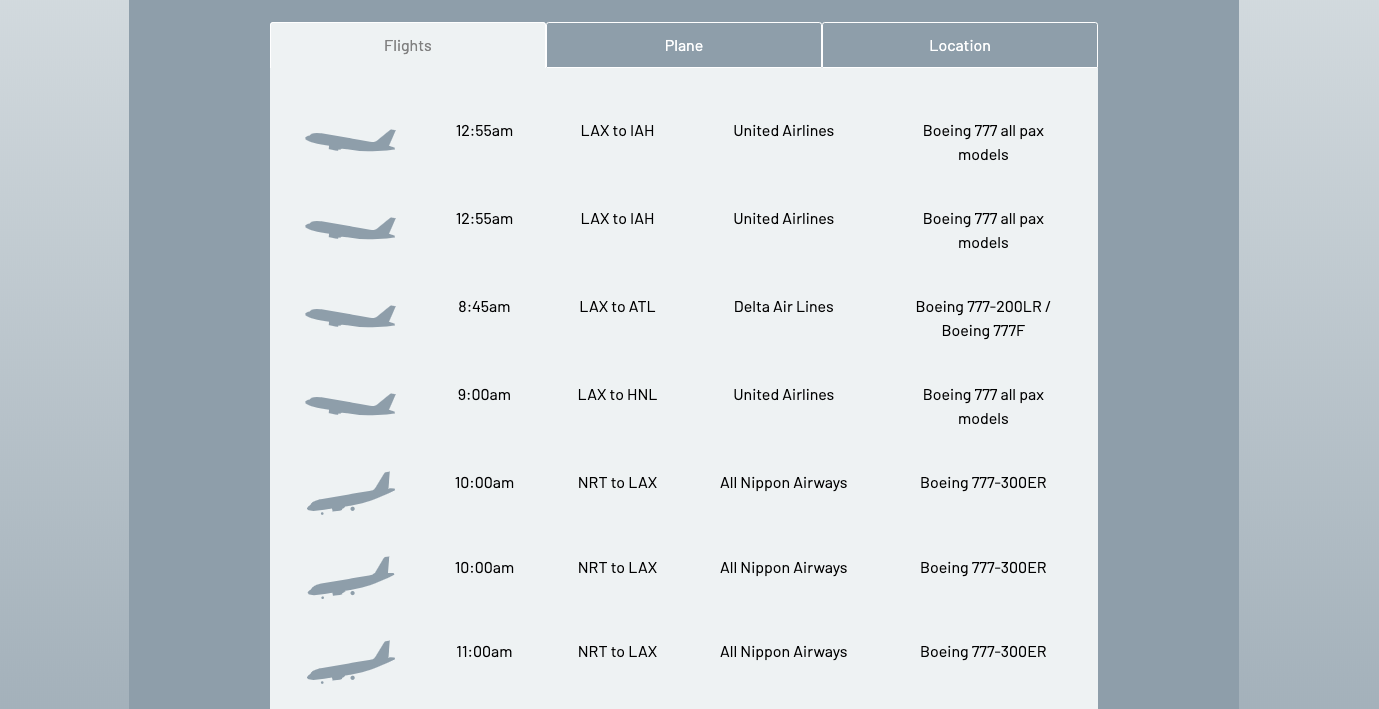 Flights Plane Location
12:55am LAX to IAH United Airlines Boeing 777 all pax
models
12:55am LAX to IAH United Airlines Boeing 777 all pax
models
8:45am LAX to ATL Delta Air Lines Boeing 777-200LR /
Boeing 777F
9:00am LAX to HNL United Airlines Boeing 777 all pax
models
10:00am NRT to LAX All Nippon Airways Boeing 777-300ER
10:00am NRT to LAX All Nippon Airways Boeing 777-300ER
11:00am NRT to LAX All Nippon Airways Boeing 777-300ER